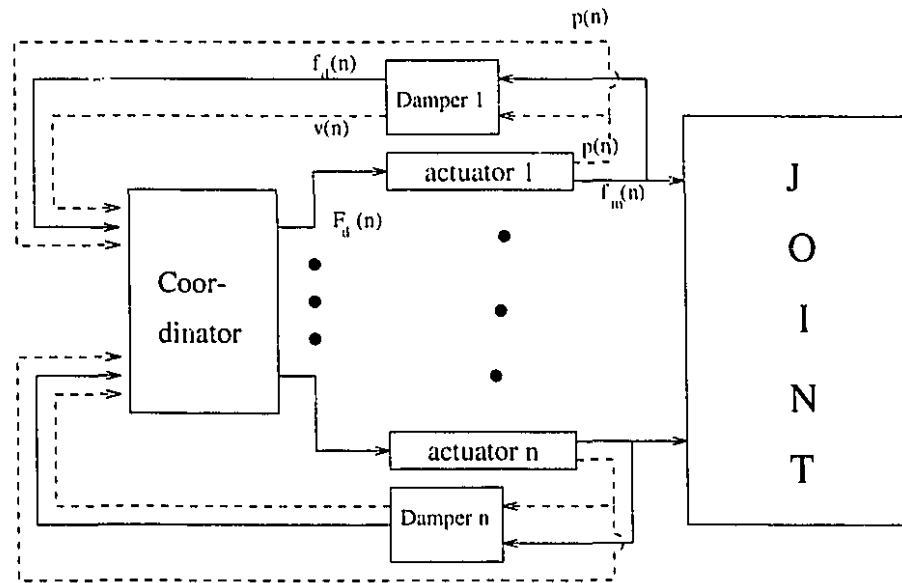 p(n)
f_d(n)
Damper 1
v(n)
p(n)
actuator 1
f_m(n)
F_d(n)
Coor-
dinator
J
O
I
N
T
actuator n
Damper n